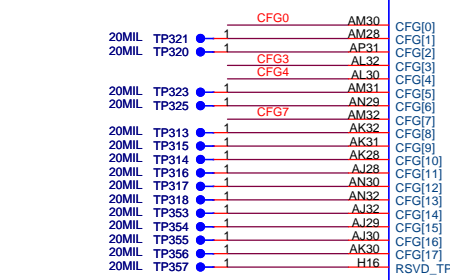 CFG0 AM30 CFG[0]
20MIL TP321 1 AM28 CFG[1]
20MIL TP320 1 AP31 CFG[2]
CFG3 AL32 CFG[3]
CFG4 AL30 CFG[4]
20MIL TP323 1 AM31 CFG[5]
20MIL TP325 1 AN29 CFG[6]
CFG7 AM32 CFG[7]
20MIL TP313 1 AK32 CFG[8]
20MIL TP315 1 AK31 CFG[9]
20MIL TP314 1 AK28 CFG[10]
20MIL TP316 1 AJ28 CFG[11]
20MIL TP317 1 AN30 CFG[12]
20MIL TP318 1 AN32 CFG[13]
20MIL TP353 1 AJ32 CFG[14]
20MIL TP354 1 AJ29 CFG[15]
20MIL TP355 1 AJ30 CFG[16]
20MIL TP356 1 AK30 CFG[17]
20MIL TP357 1 H16 RSVD_TP